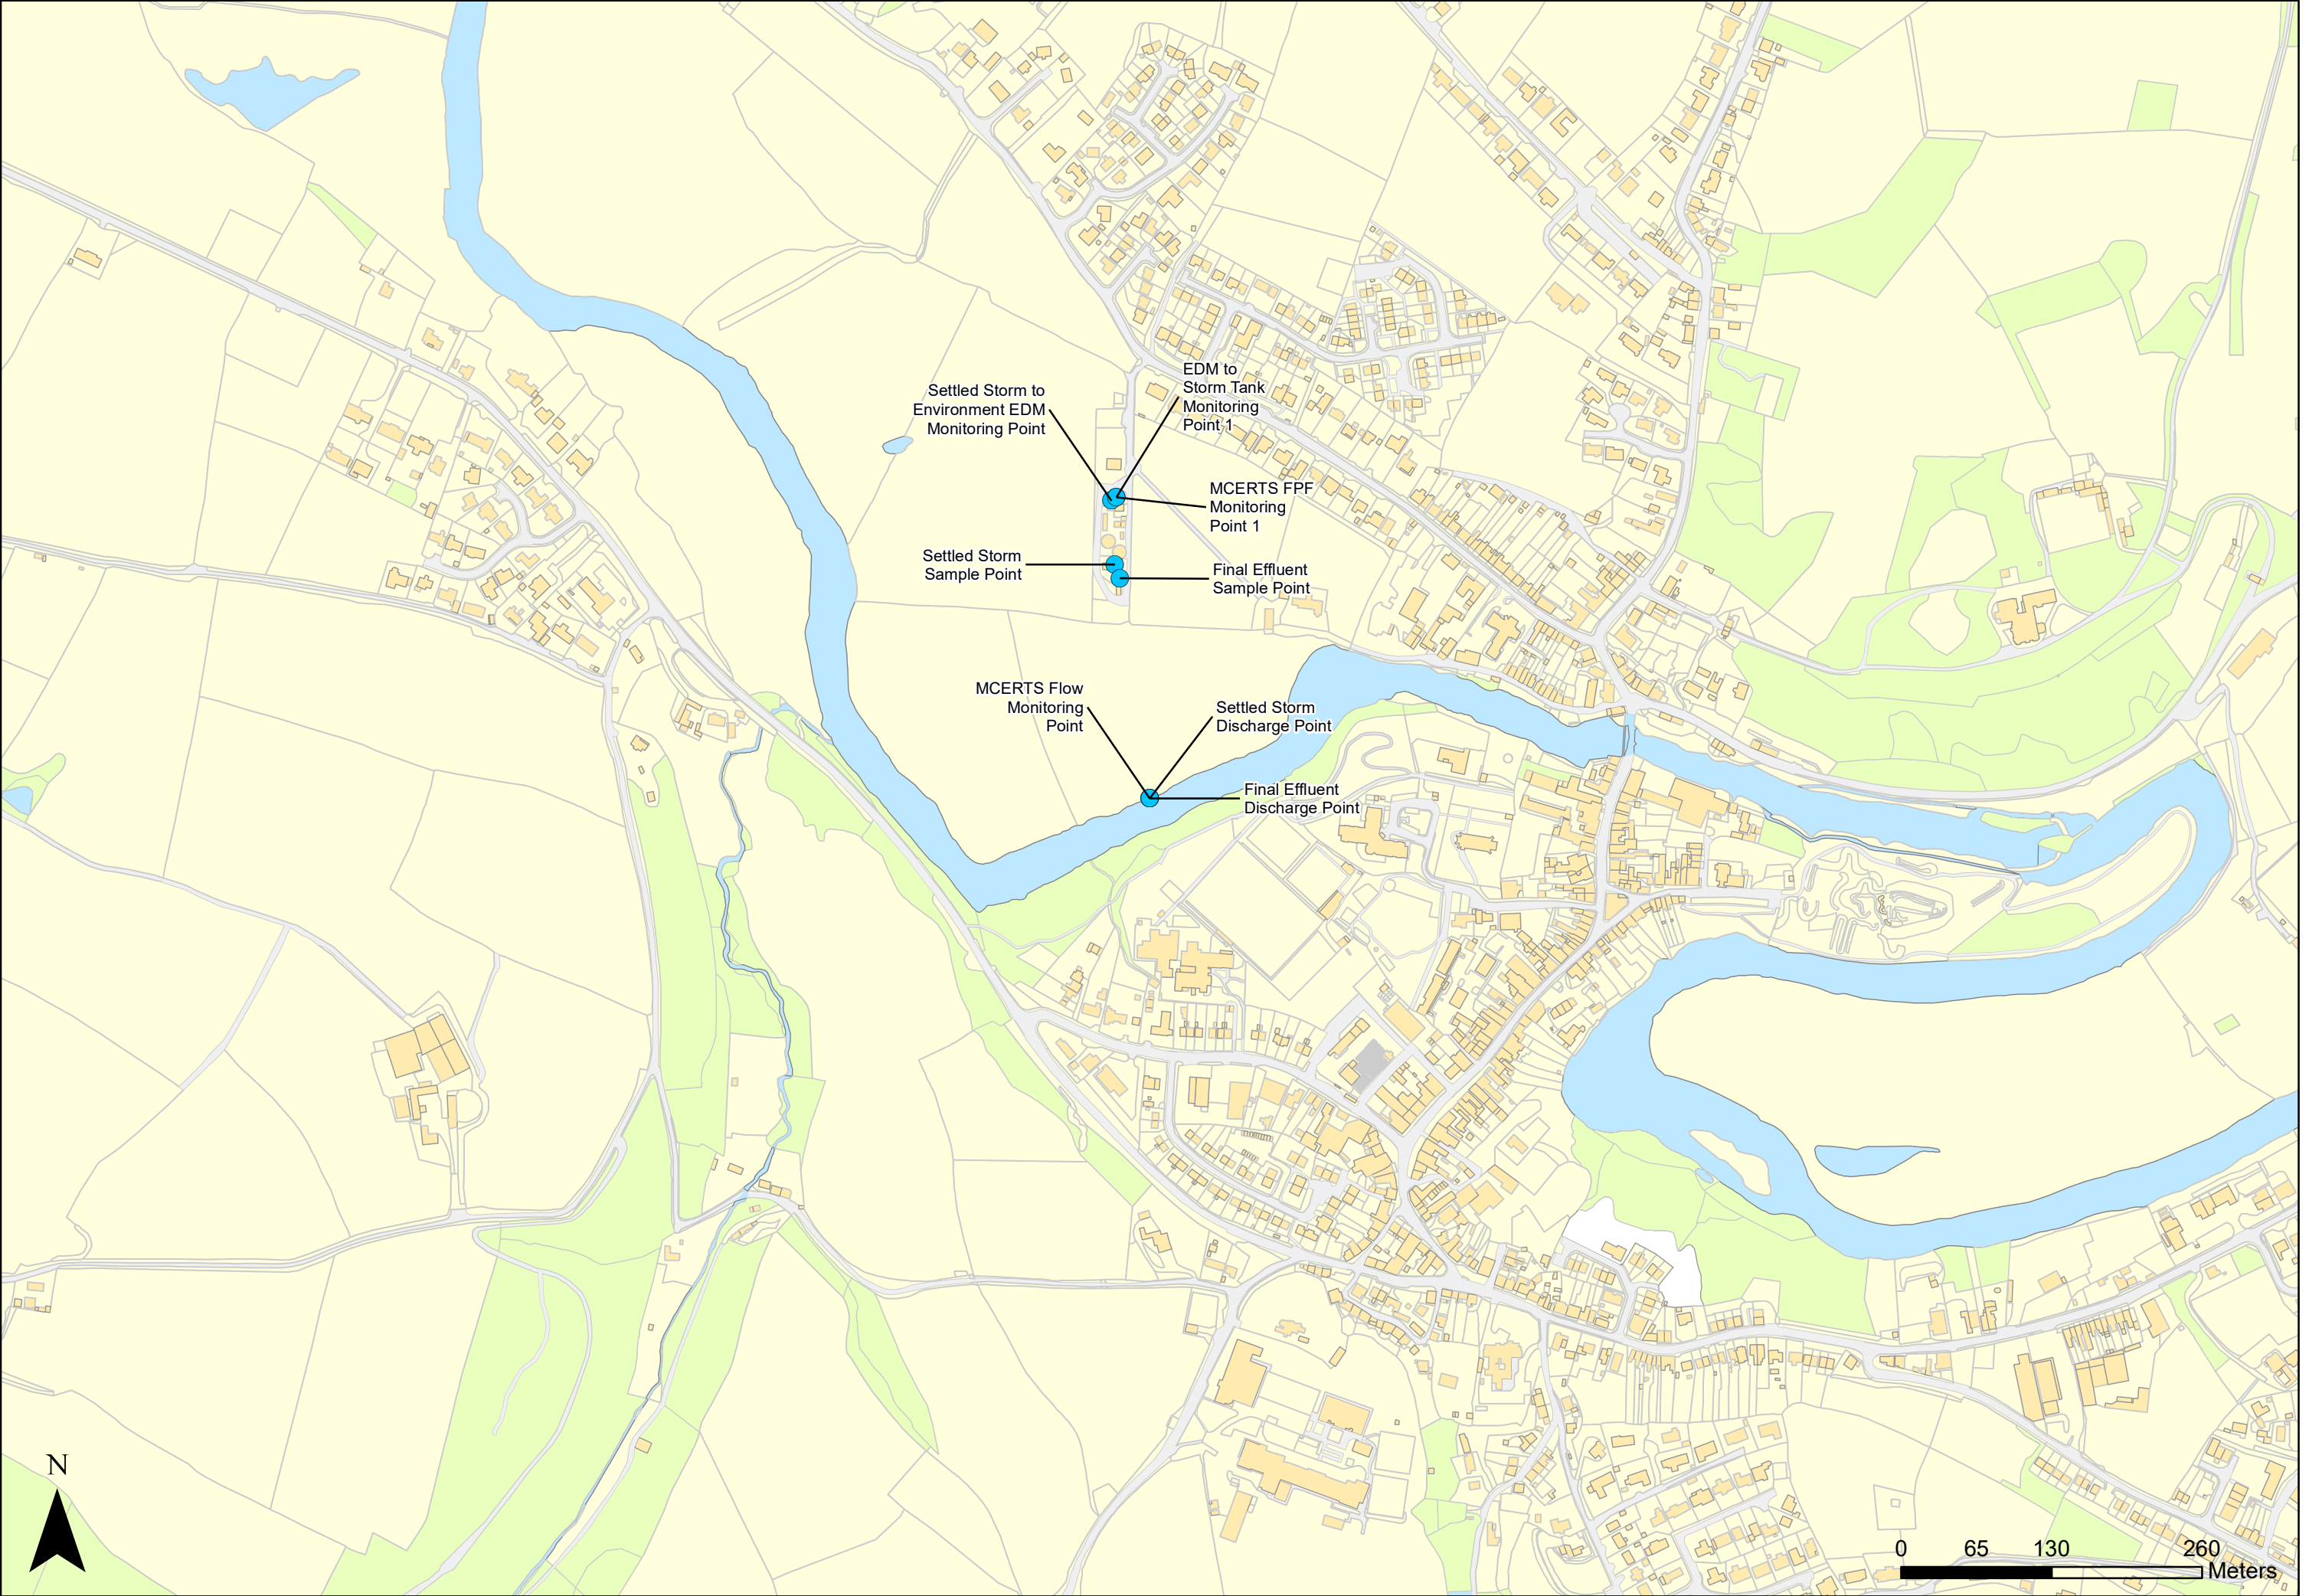 EDM to
Storm Tank
Monitoring
Point 1
Settled Storm to
Environment EDM
Monitoring Point
MCERTS FPF
Monitoring
Point 1
Settled Storm
Sample Point
Final Effluent
Sample Point
MCERTS Flow
Monitoring
Point
Settled Storm
Discharge Point
Final Effluent
Discharge Point
N
0 65 130 260
Meters